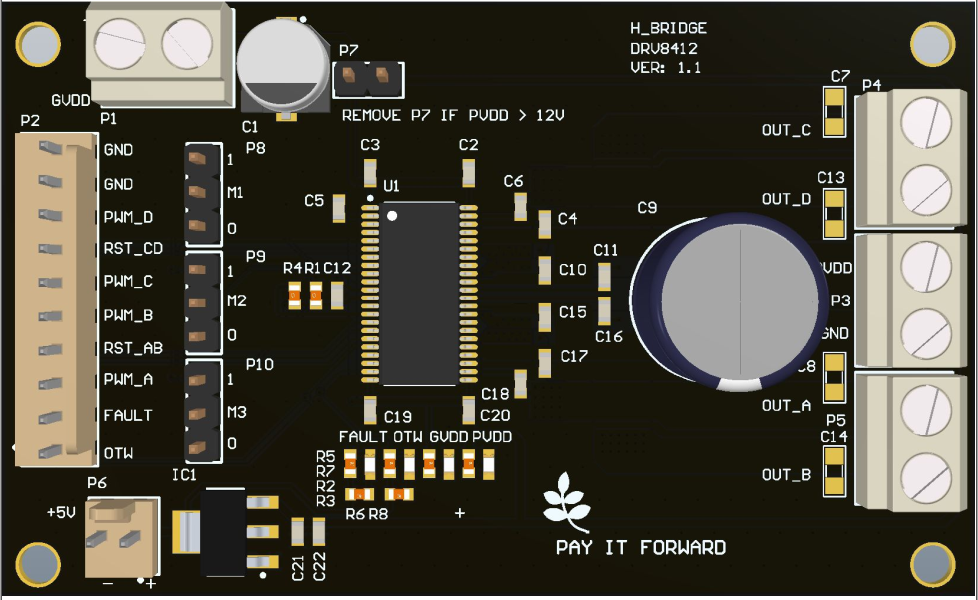 H_BRIDGE
DRV8412
VER: 1.1
P7
GVDD
P1
C1
REMOVE P7 IF PVDD > 12V
C7
P4
OUT_C
P2
GND
GND
PWM_D
RST_CD
PWM_C
PWM_B
RST_AB
PWM_A
FAULT
OTW
P8
1
M1
0
P9
1
M2
0
P10
1
M3
0
C3
C2
U1
C5
C6
C4
R4 R1 C12
C10
C11
C15
C16
C17
C18
C19
C20
C9
C13
OUT_D
P3
OUT_A
P5
C14
OUT_B
FAULT OTW GVDD PVDD
R5
R7
R2
R3
R6 R8
+
IC1
P6
+5V
- +
C21
C22
PAY IT FORWARD